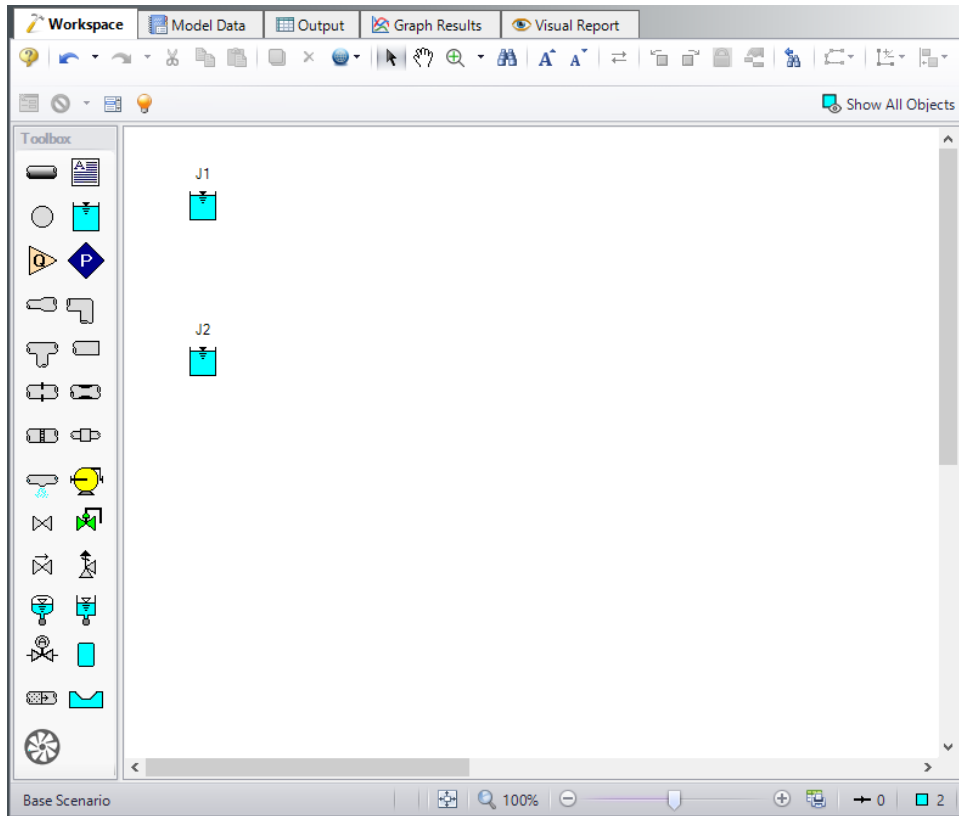 Workspace Model Data Output Graph Results Visual Report
Show All Objects
Toolbox
J1
J2
Q P
A
Base Scenario 100% 0 2